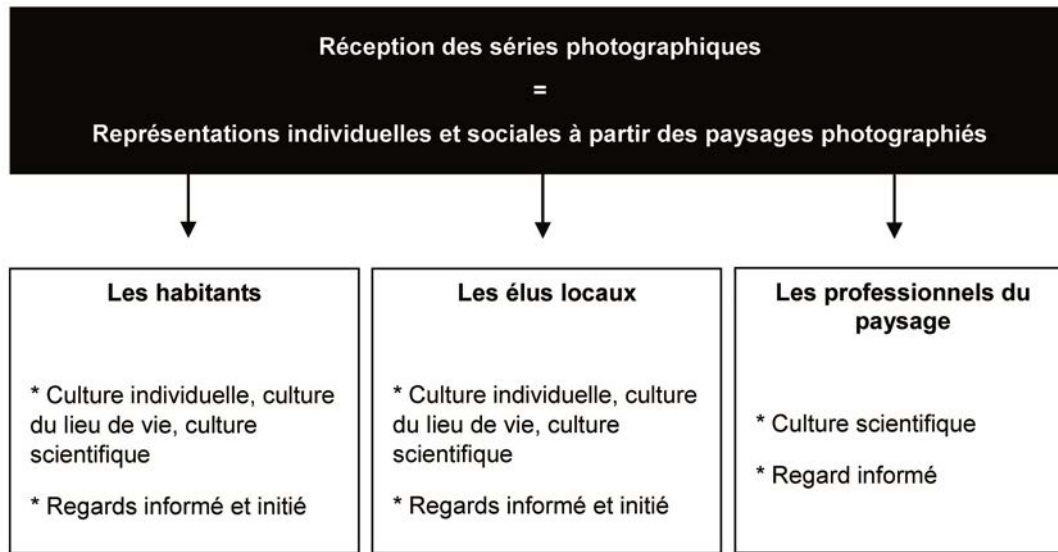 Réception des séries photographiques
=
Représentations individuelles et sociales à partir des paysages photographiés
Les habitants
* Culture individuelle, culture
du lieu de vie, culture
scientifique
* Regards informé et initié
Les élus locaux
* Culture individuelle, culture
du lieu de vie, culture
scientifique
* Regards informé et initié
Les professionnels du
paysage
* Culture scientifique
* Regard informé